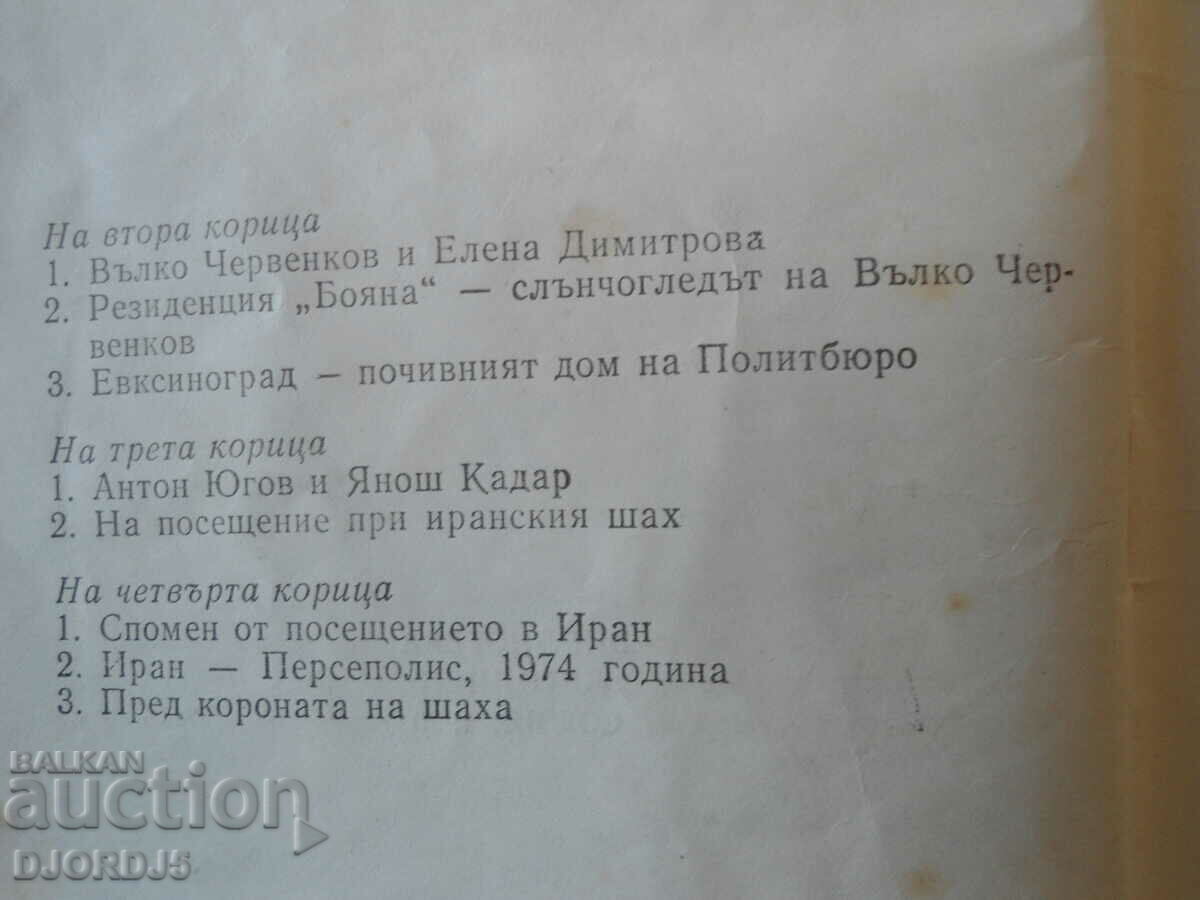 На втора корица
1. Вълко Червенков и Елена Димитрова
2. Резиденция „Бояна“ — слънчогледът на Вълко Чер-
венков
3. Евксиноград — почивният дом на Политбюро
На трета корица
1. Антон Югов и Янош Кадар
2. На посещение при иранския шах
На четвърта корица
1. Спомен от посещението в Иран
2. Иран — Персеполис, 1974 година
3. Пред короната на шаха
BALKAN
auction
DJORDJ5